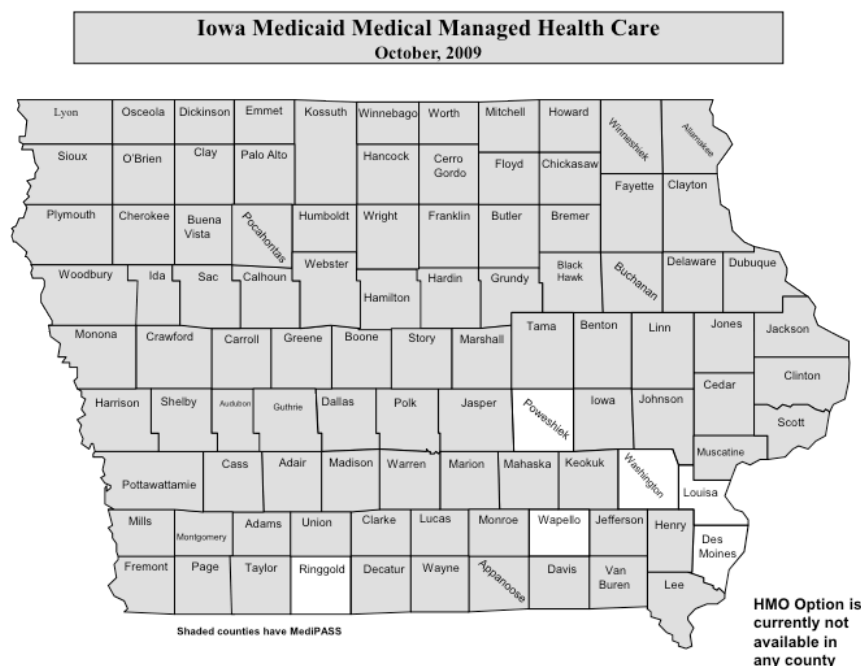 Iowa Medicaid Medical Managed Health Care
October, 2009
Lyon
Osceola
Dickinson
Emmet
Kossuth
Winnebago
Worth
Mitchell
Howard
Winneshiek
Allamakee
Sioux
O'Brien
Clay
Palo Alto
Hancock
Cerro
Gordo
Floyd
Chickasaw
Fayette
Clayton
Plymouth
Cherokee
Buena
Vista
Pocahontas
Humboldt
Wright
Franklin
Butler
Bremer
Woodbury
Ida
Sac
Calhoun
Webster
Hamilton
Hardin
Grundy
Black
Hawk
Buchanan
Delaware
Dubuque
Monona
Crawford
Carroll
Greene
Boone
Story
Marshall
Tama
Benton
Linn
Jones
Jackson
Clinton
Harrison
Shelby
Audubon
Guthrie
Dallas
Polk
Jasper
Poweshiek
Iowa
Johnson
Cedar
Scott
Muscatine
Pottawattamie
Cass
Adair
Madison
Warren
Marion
Mahaska
Keokuk
Washington
Louisa
Mills
Montgomery
Adams
Union
Clarke
Lucas
Monroe
Wapello
Jefferson
Henry
Des
Moines
Fremont
Page
Taylor
Ringgold
Decatur
Wayne
Appanoose
Davis
Van
Buren
Lee
Shaded counties have MediPASS
HMO Option is
currently not
available in
any county